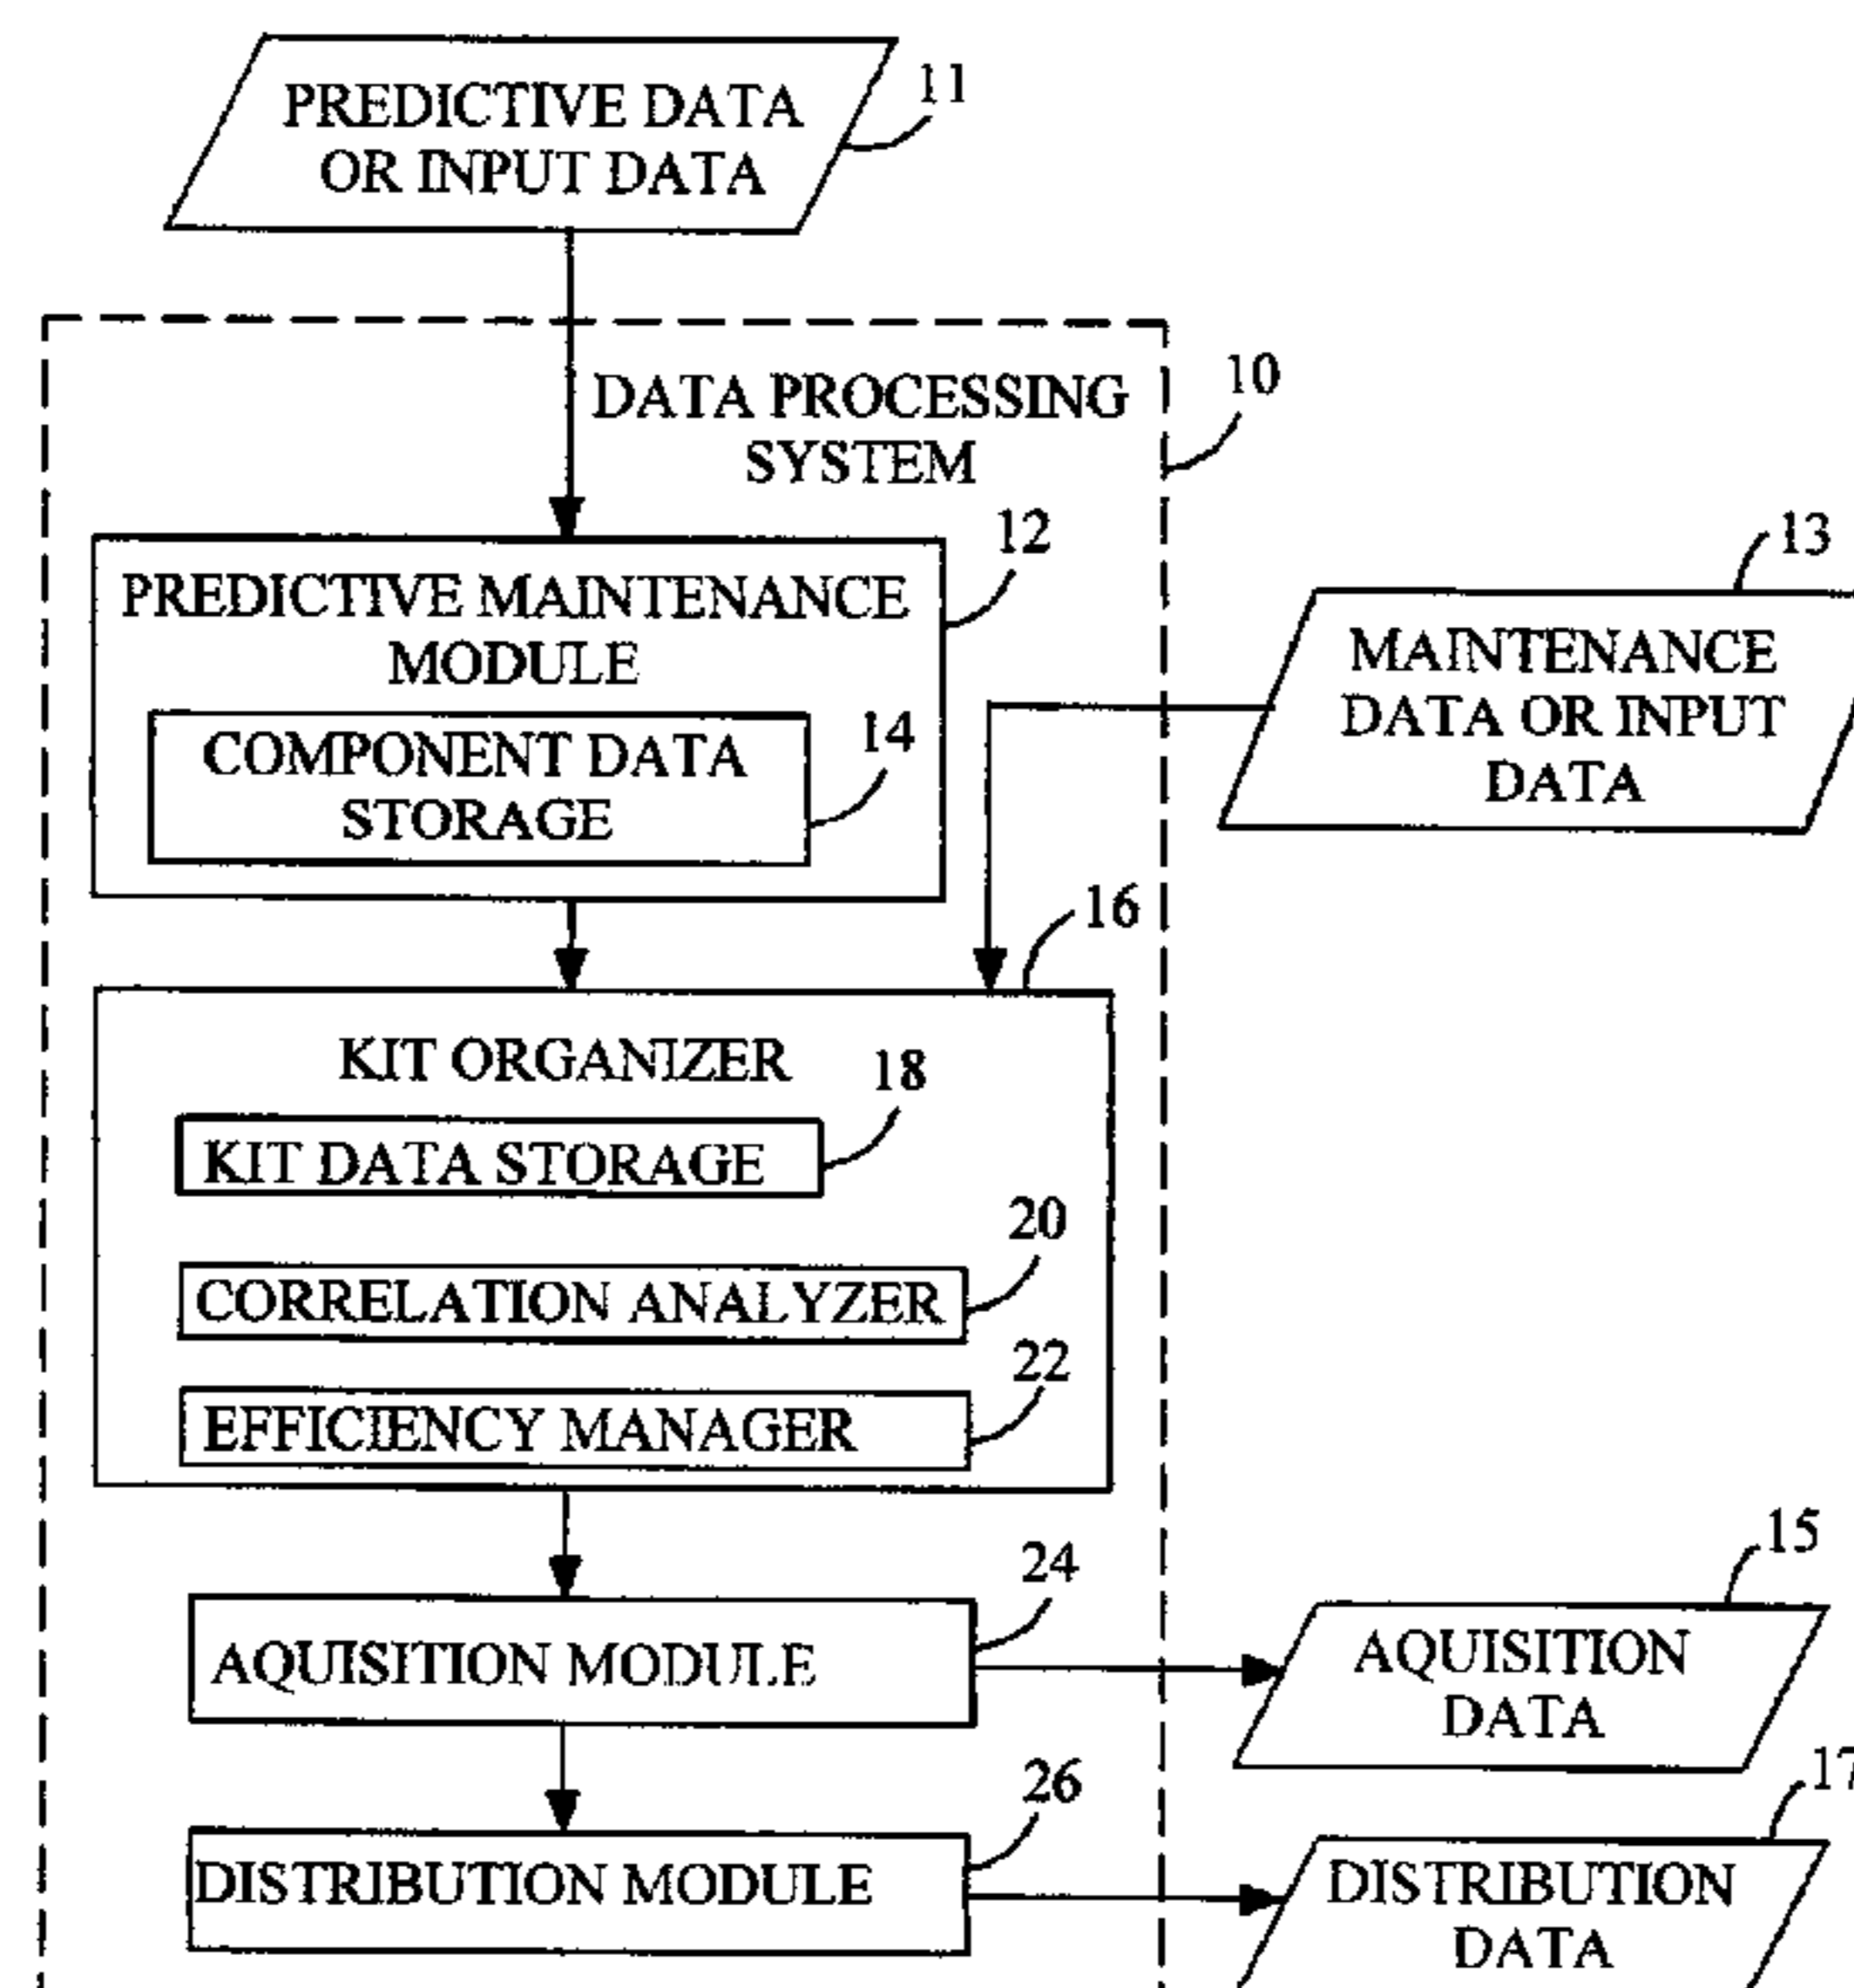 PREDICTIVE DATA
OR INPUT DATA
11
DATA PROCESSING
SYSTEM
10
12
PREDICTIVE MAINTENANCE
MODULE
COMPONENT DATA
STORAGE
14
13
MAINTENANCE
DATA OR INPUT
DATA
16
KIT ORGANIZER
18
KIT DATA STORAGE
20
CORRELATION ANALYZER
22
EFFICIENCY MANAGER
24
AQUISITION MODULE
15
AQUISITION
DATA
26
DISTRIBUTION MODULE
17
DISTRIBUTION
DATA